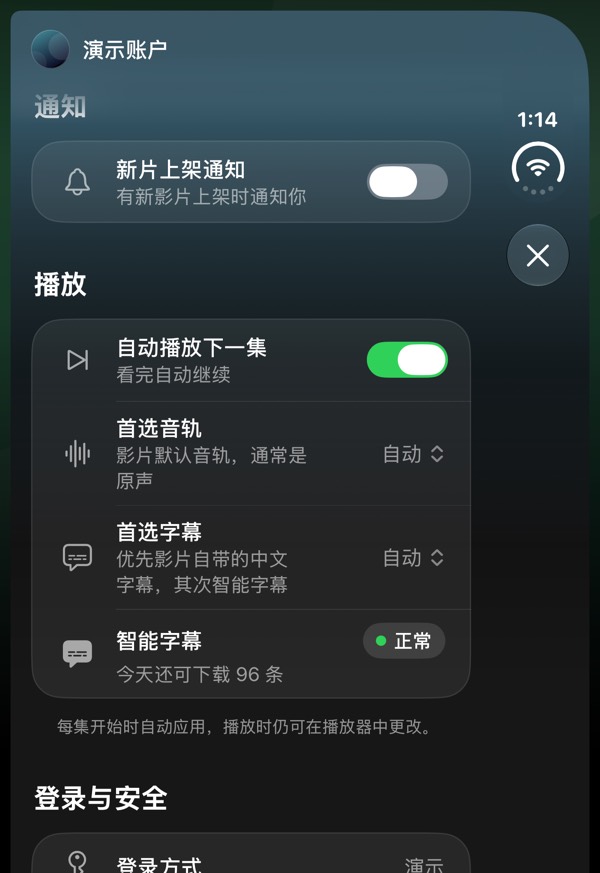 演示账户
通知
1:14
新片上架通知
有新影片上架时通知你
播放
自动播放下一集
看完自动继续
首选音轨
影片默认音轨，通常是
原声
自动
首选字幕
优先影片自带的中文
字幕，其次智能字幕
自动
智能字幕
正常
今天还可下载 96 条
每集开始时自动应用，播放时仍可在播放器中更改。
登录与安全
登录方式
演示